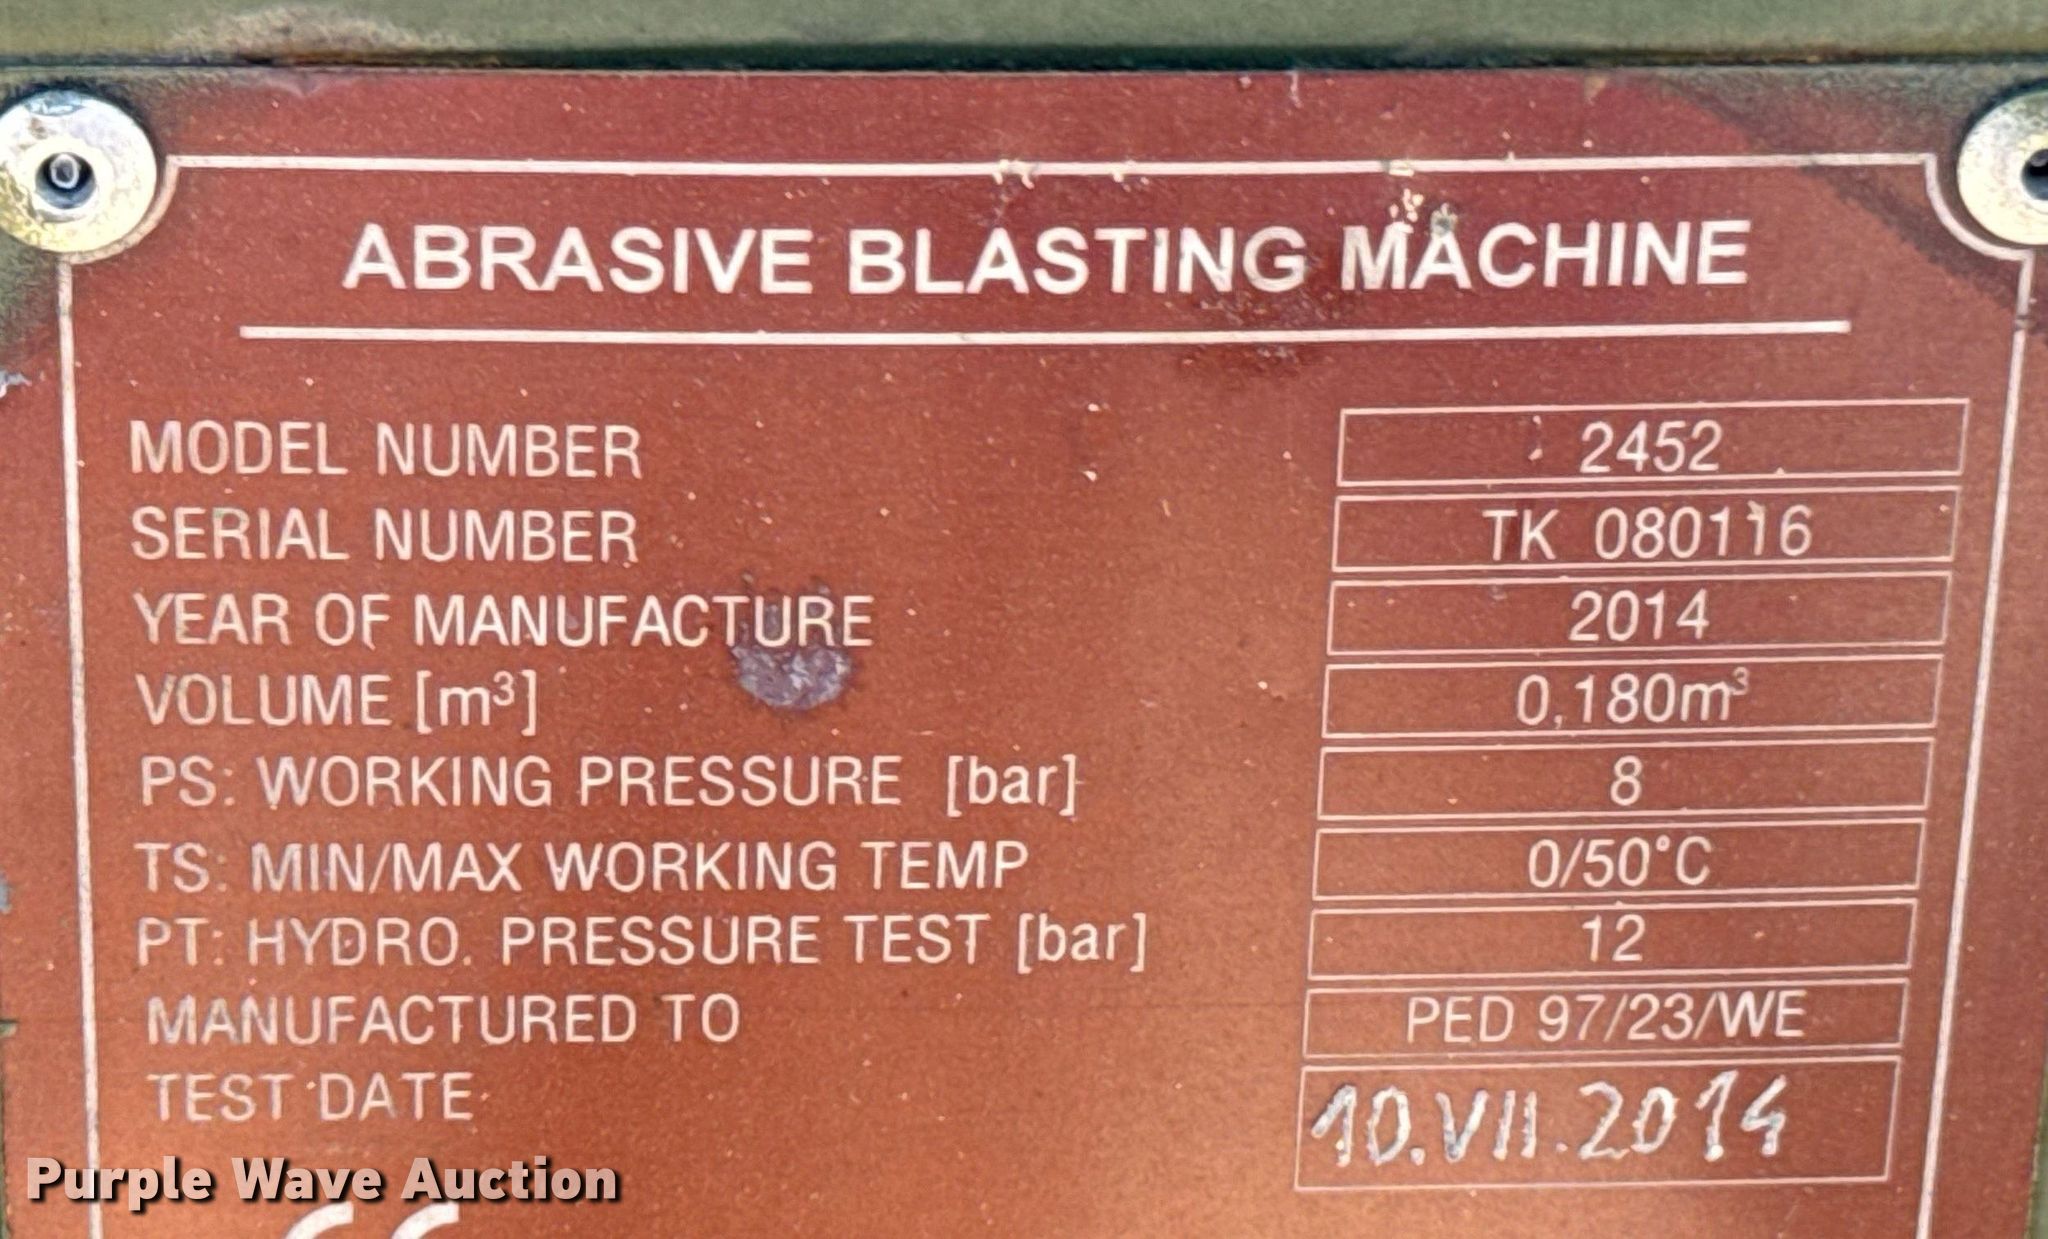 ABRASIVE BLASTING MACHINE
MODEL NUMBER 2452
SERIAL NUMBER TK 080116
YEAR OF MANUFACTURE 2014
VOLUME [m³] 0,180m³
PS: WORKING PRESSURE [bar] 8
TS: MIN/MAX WORKING TEMP 0/50°C
PT: HYDRO. PRESSURE TEST [bar] 12
MANUFACTURED TO PED 97/23/WE
TEST DATE 10.VII.2014
Purple Wave Auction
CE